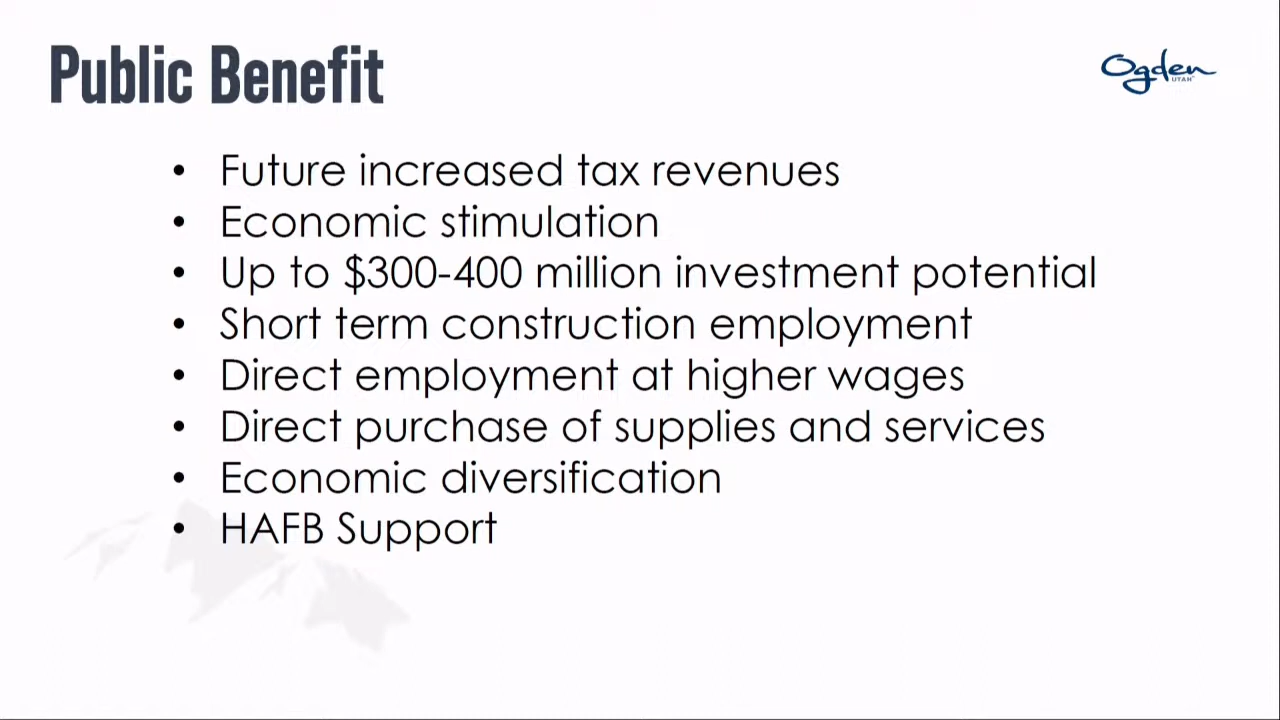 Public Benefit
Ogden
UTAH
• Future increased tax revenues
• Economic stimulation
• Up to $300-400 million investment potential
• Short term construction employment
• Direct employment at higher wages
• Direct purchase of supplies and services
• Economic diversification
• HAFB Support